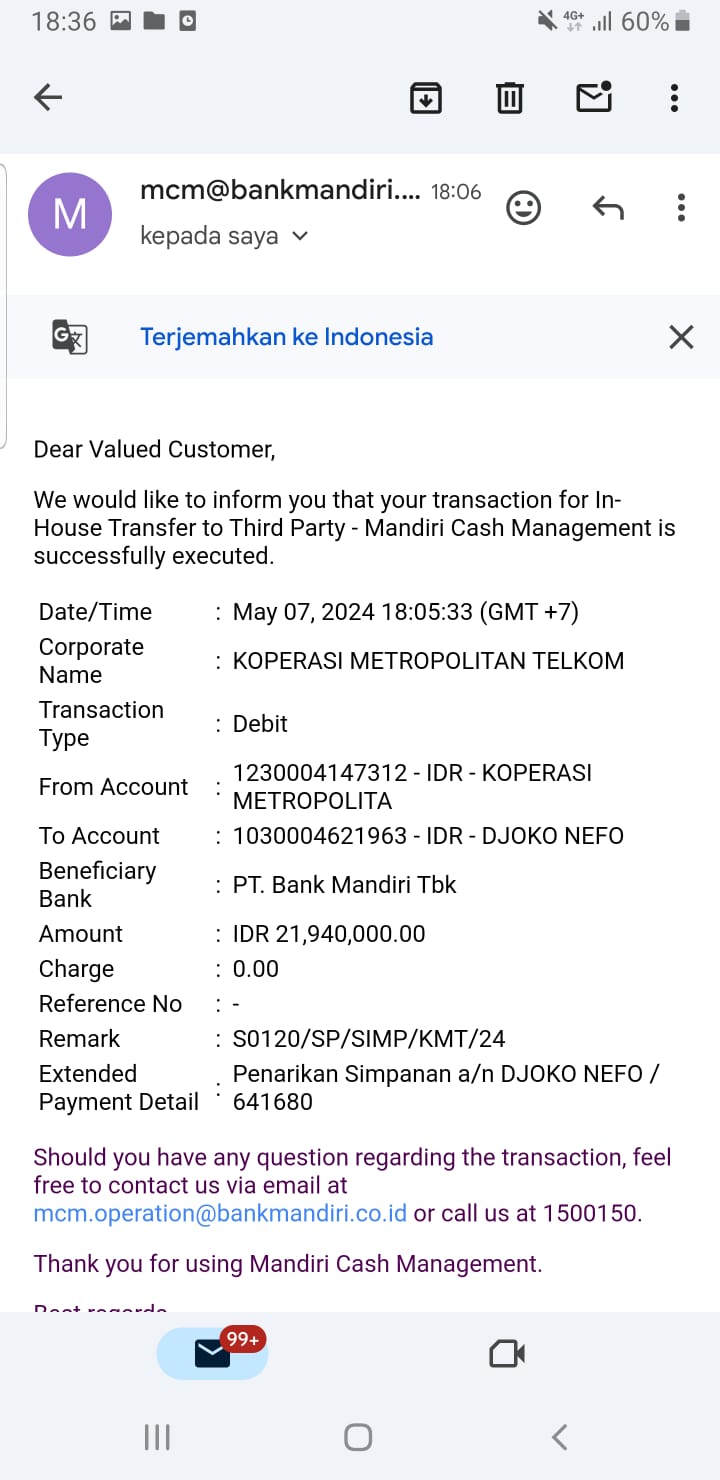 18:36 4G+ 60%
mcm@bankmandiri.... 18:06
M
kepada saya
G文 Terjemahkan ke Indonesia
Dear Valued Customer,
We would like to inform you that your transaction for In-
House Transfer to Third Party - Mandiri Cash Management is
successfully executed.
Date/Time : May 07, 2024 18:05:33 (GMT +7)
Corporate
Name : KOPERASI METROPOLITAN TELKOM
Transaction
Type : Debit
From Account : 1230004147312 - IDR - KOPERASI
METROPOLITA
To Account : 1030004621963 - IDR - DJOKO NEFO
Beneficiary
Bank : PT. Bank Mandiri Tbk
Amount : IDR 21,940,000.00
Charge : 0.00
Reference No : -
Remark : S0120/SP/SIMP/KMT/24
Extended
Payment Detail : Penarikan Simpanan a/n DJOKO NEFO /
641680
Should you have any question regarding the transaction, feel
free to contact us via email at
mcm.operation@bankmandiri.co.id or call us at 1500150.
Thank you for using Mandiri Cash Management.
Best regards
99+